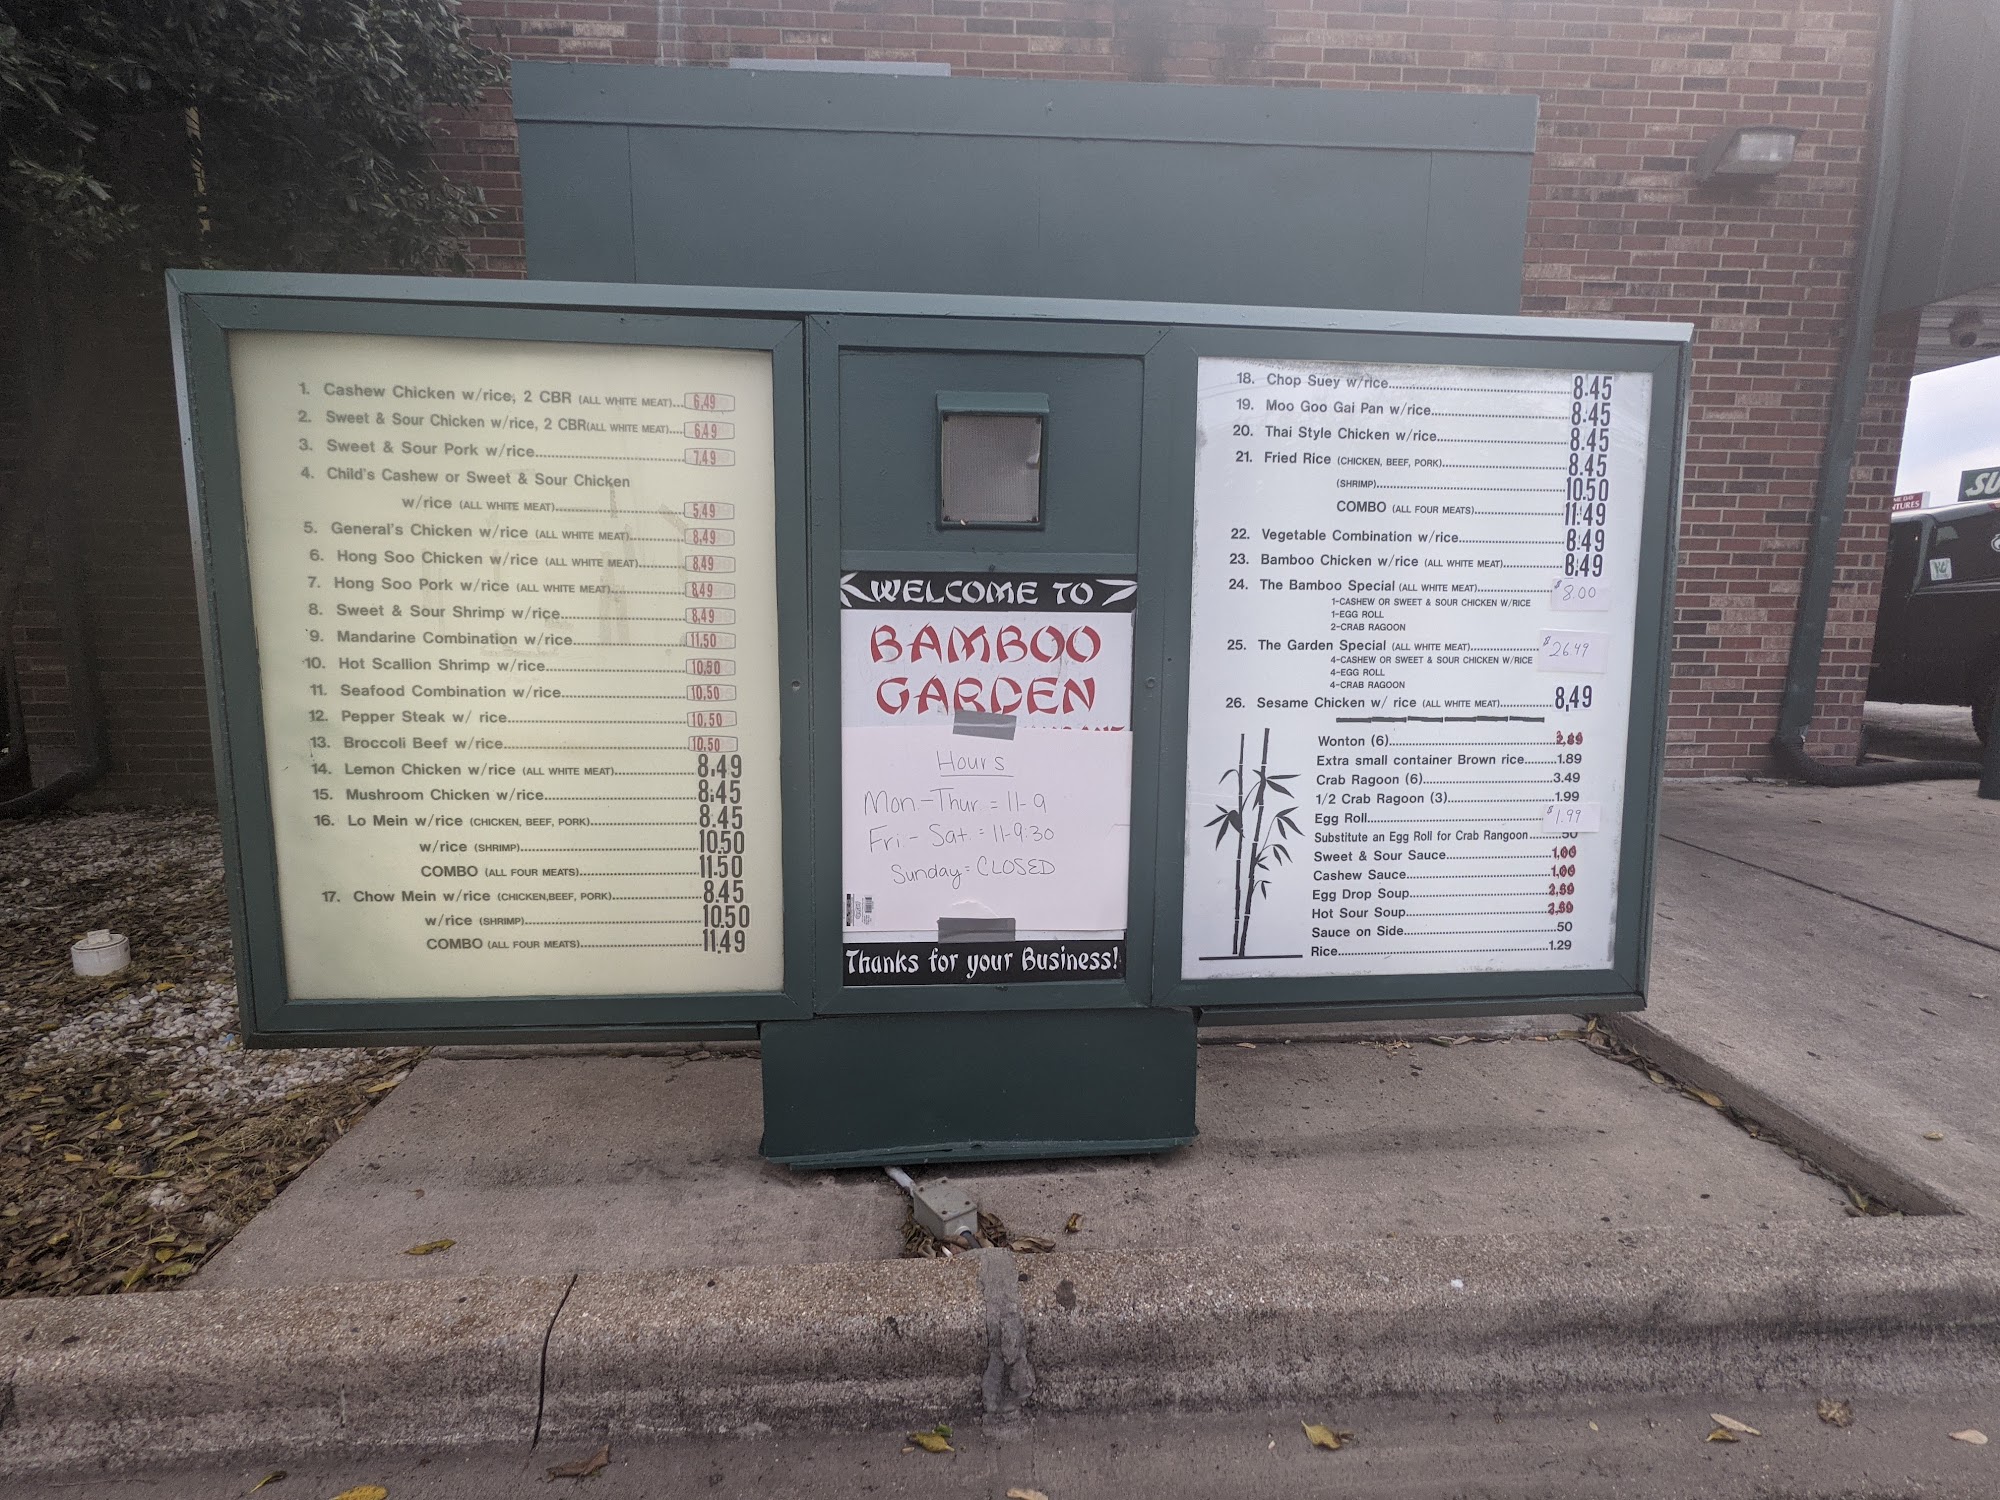 1. Cashew Chicken w/rice, 2 CBR (ALL WHITE MEAT)....6.49
2. Sweet & Sour Chicken w/rice, 2 CBR(ALL WHITE MEAT)....6.49
3. Sweet & Sour Pork w/rice....7.49
4. Child's Cashew or Sweet & Sour Chicken
w/rice (ALL WHITE MEAT)....5.49
5. General's Chicken w/rice (ALL WHITE MEAT)....8.49
6. Hong Soo Chicken w/rice (ALL WHITE MEAT)....8.49
7. Hong Soo Pork w/rice (ALL WHITE MEAT)....8.49
8. Sweet & Sour Shrimp w/rice....8.49
9. Mandarine Combination w/rice....11.50
10. Hot Scallion Shrimp w/rice....10.50
11. Seafood Combination w/rice....10.50
12. Pepper Steak w/ rice....10.50
13. Broccoli Beef w/rice....10.50
14. Lemon Chicken w/rice (ALL WHITE MEAT)....8.49
15. Mushroom Chicken w/rice....8.45
16. Lo Mein w/rice (CHICKEN, BEEF, PORK)....8.45
w/rice (SHRIMP)....10.50
COMBO (ALL FOUR MEATS)....11.50
17. Chow Mein w/rice (CHICKEN,BEEF, PORK)....8.45
w/rice (SHRIMP)....10.50
COMBO (ALL FOUR MEATS)....11.49
WELCOME TO
BAMBOO
GARDEN
Hours
Mon-Thur = 11-9
Fri - Sat = 11-9:30
Sunday = CLOSED
Thanks for your Business!
18. Chop Suey w/rice....8.45
19. Moo Goo Gai Pan w/rice....8.45
20. Thai Style Chicken w/rice....8.45
21. Fried Rice (CHICKEN, BEEF, PORK)....8.45
(SHRIMP)....10.50
COMBO (ALL FOUR MEATS)....11.49
22. Vegetable Combination w/rice....8.49
23. Bamboo Chicken w/rice (ALL WHITE MEAT)....8.49
24. The Bamboo Special (ALL WHITE MEAT)....$8.00
1-CASHEW OR SWEET & SOUR CHICKEN W/RICE
1-EGG ROLL
2-CRAB RAGOON
25. The Garden Special (ALL WHITE MEAT)....$26.49
4-CASHEW OR SWEET & SOUR CHICKEN W/RICE
4-EGG ROLL
4-CRAB RAGOON
26. Sesame Chicken w/ rice (ALL WHITE MEAT)....8,49
Wonton (6)....
Extra small container Brown rice....1.89
Crab Ragoon (6)....3.49
1/2 Crab Ragoon (3)....1.99
Egg Roll....$1.99
Substitute an Egg Roll for Crab Rangoon....50
Sweet & Sour Sauce....1.00
Cashew Sauce....1.00
Egg Drop Soup....
Hot Sour Soup....
Sauce on Side....50
Rice....1.29
SU